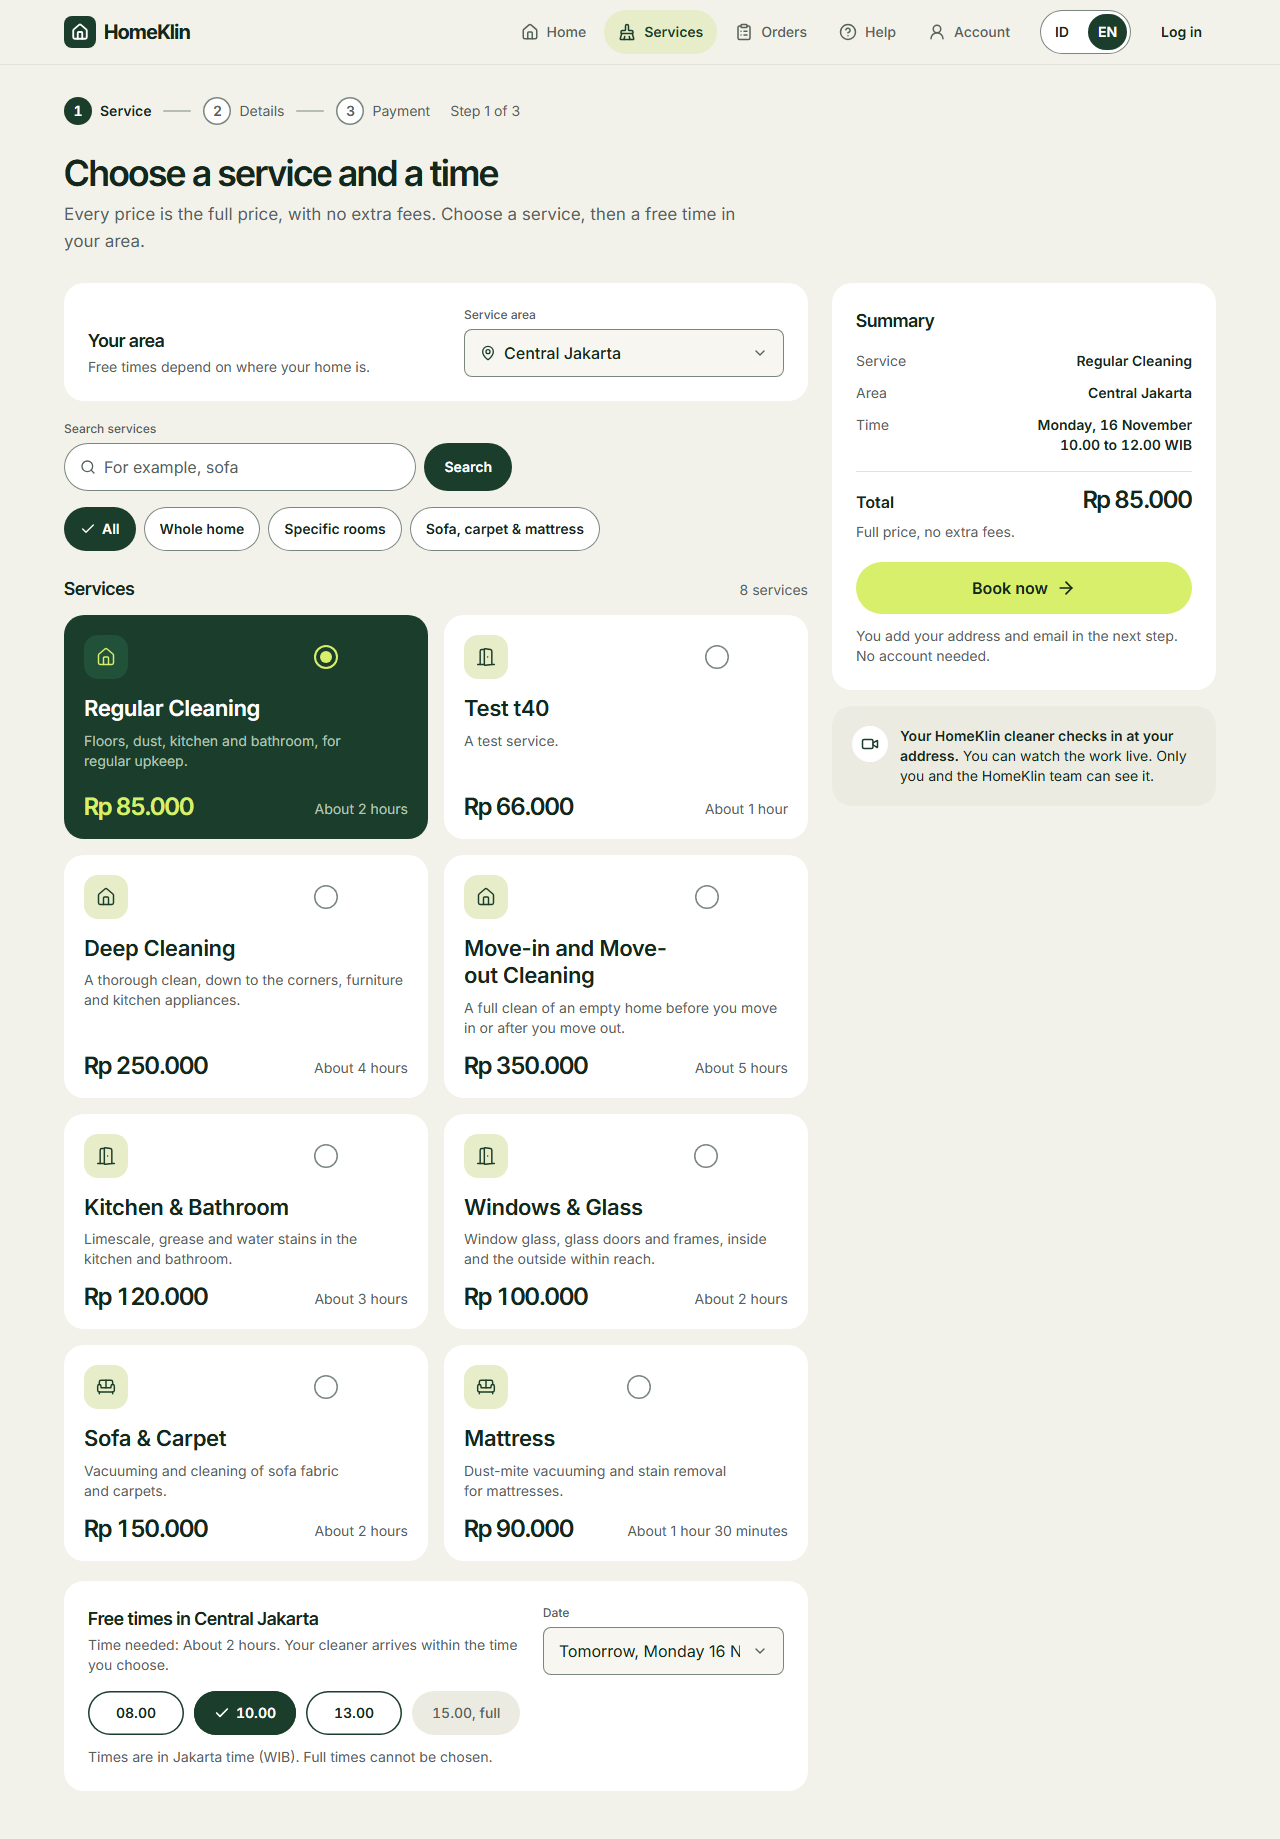 HomeKlin
Home
Services
Orders
Help
Account
ID
EN
Log in
1 Service
2 Details
3 Payment
Step 1 of 3
Choose a service and a time
Every price is the full price, with no extra fees. Choose a service, then a free time in
your area.
Your area
Free times depend on where your home is.
Service area
Central Jakarta
Search services
For example, sofa
Search
All
Whole home
Specific rooms
Sofa, carpet & mattress
Services
8 services
Regular Cleaning
Floors, dust, kitchen and bathroom, for
regular upkeep.
Rp 85.000
About 2 hours
Test t40
A test service.
Rp 66.000
About 1 hour
Deep Cleaning
A thorough clean, down to the corners, furniture
and kitchen appliances.
Rp 250.000
About 4 hours
Move-in and Move-
out Cleaning
A full clean of an empty home before you move
in or after you move out.
Rp 350.000
About 5 hours
Kitchen & Bathroom
Limescale, grease and water stains in the
kitchen and bathroom.
Rp 120.000
About 3 hours
Windows & Glass
Window glass, glass doors and frames, inside
and the outside within reach.
Rp 100.000
About 2 hours
Sofa & Carpet
Vacuuming and cleaning of sofa fabric
and carpets.
Rp 150.000
About 2 hours
Mattress
Dust-mite vacuuming and stain removal
for mattresses.
Rp 90.000
About 1 hour 30 minutes
Free times in Central Jakarta
Time needed: About 2 hours. Your cleaner arrives within the time
you choose.
Date
Tomorrow, Monday 16 N
08.00
10.00
13.00
15.00, full
Times are in Jakarta time (WIB). Full times cannot be chosen.
Summary
Service
Regular Cleaning
Area
Central Jakarta
Time
Monday, 16 November
10.00 to 12.00 WIB
Total
Rp 85.000
Full price, no extra fees.
Book now
You add your address and email in the next step.
No account needed.
Your HomeKlin cleaner checks in at your
address. You can watch the work live. Only
you and the HomeKlin team can see it.